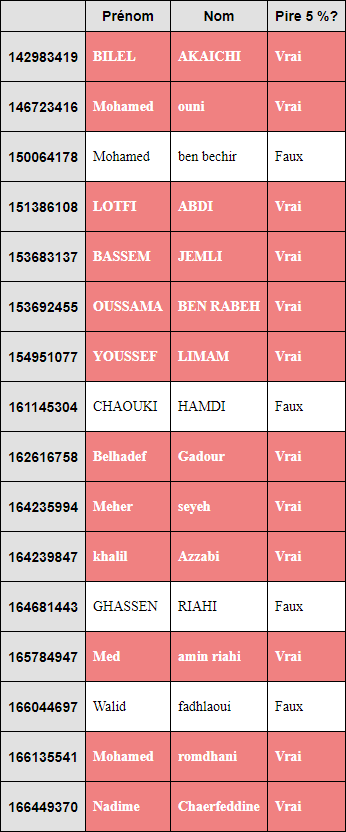 Prénom Nom Pire 5 %?
142983419 BILEL AKAICHI Vrai
146723416 Mohamed ouni Vrai
150064178 Mohamed ben bechir Faux
151386108 LOTFI ABDI Vrai
153683137 BASSEM JEMLI Vrai
153692455 OUSSAMA BEN RABEH Vrai
154951077 YOUSSEF LIMAM Vrai
161145304 CHAOUKI HAMDI Faux
162616758 Belhadef Gadour Vrai
164235994 Meher seyeh Vrai
164239847 khalil Azzabi Vrai
164681443 GHASSEN RIAHI Faux
165784947 Med amin riahi Vrai
166044697 Walid fadhlaoui Faux
166135541 Mohamed romdhani Vrai
166449370 Nadime Chaerfeddine Vrai